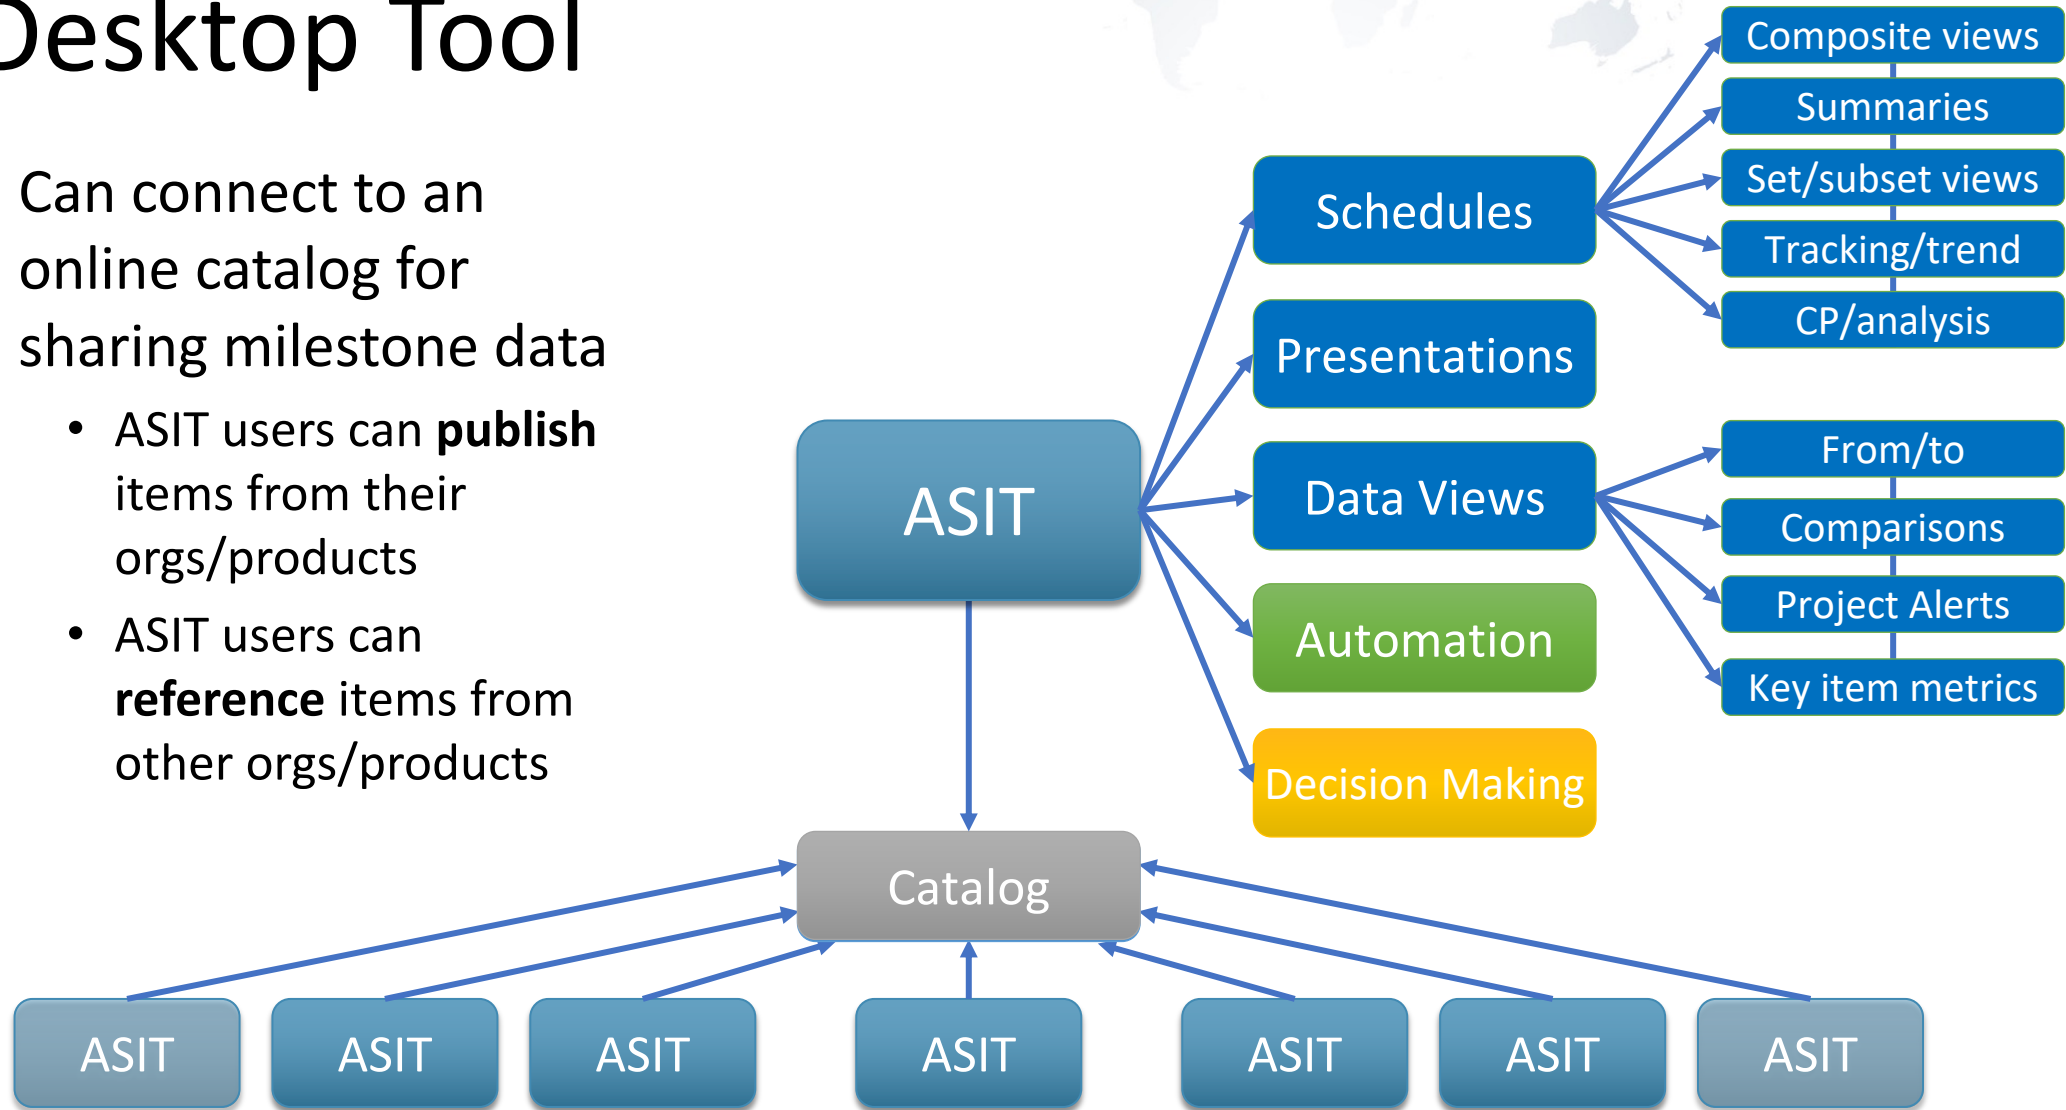 Desktop Tool
Can connect to an
online catalog for
sharing milestone data
• ASIT users can publish
items from their
orgs/products
• ASIT users can
reference items from
other orgs/products
ASIT
Schedules
Presentations
Data Views
Automation
Decision Making
Composite views
Summaries
Set/subset views
Tracking/trend
CP/analysis
From/to
Comparisons
Project Alerts
Key item metrics
Catalog
ASIT
ASIT
ASIT
ASIT
ASIT
ASIT
ASIT